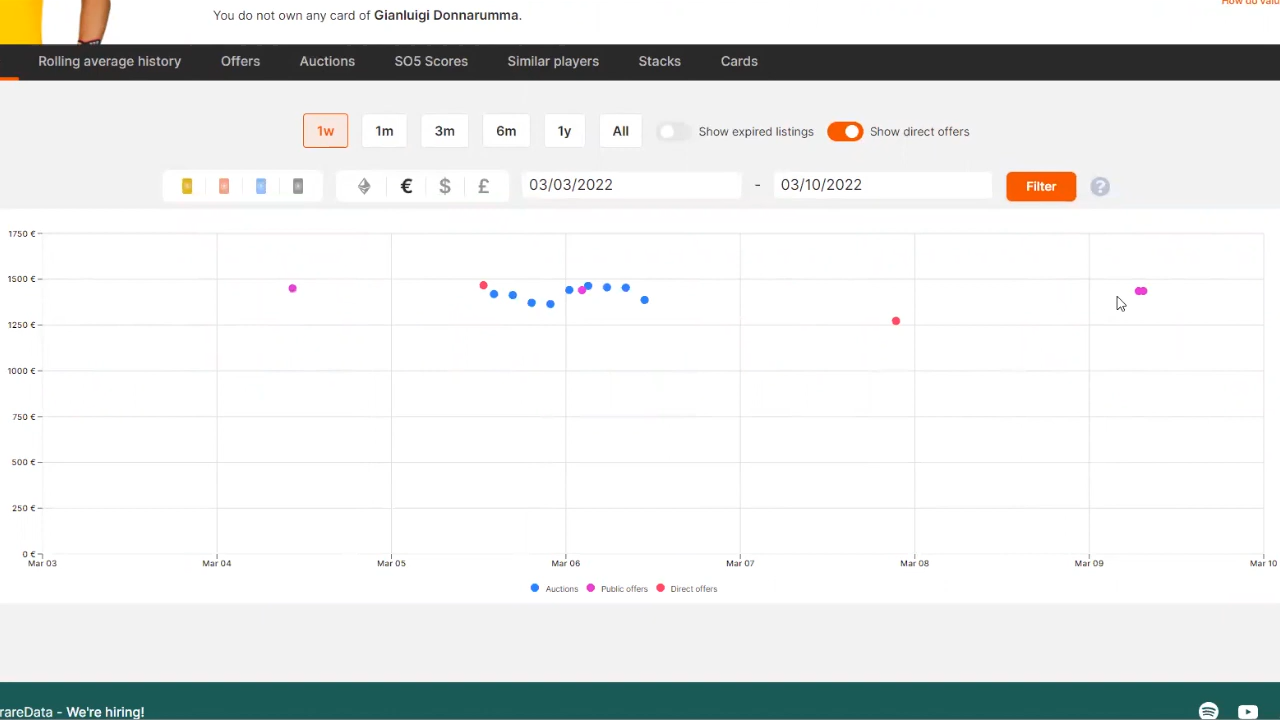 You do not own any card of Gianluigi Donnarumma.
Rolling average history Offers Auctions SO5 Scores Similar players Stacks Cards
1w 1m 3m 6m 1y All Show expired listings Show direct offers
€ $ £ 03/03/2022 - 03/10/2022 Filter ?
1750 €
1500 €
1250 €
1000 €
750 €
500 €
250 €
0 €
Mar 03 Mar 04 Mar 05 Mar 06 Mar 07 Mar 08 Mar 09 Mar 10
Auctions Public offers Direct offers
rareData - We're hiring!